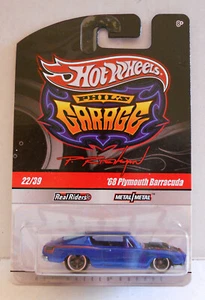 Hot Wheels
PHIL'S
GARAGE
22/39
'68 Plymouth Barracuda
Real Riders
METAL METAL